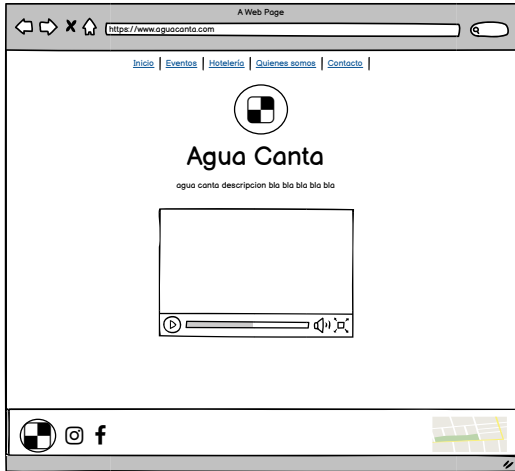 A Web Page
https://www.aguacanta.com
Inicio | Eventos | Hotelería | Quienes somos | Contacto |
Agua Canta
agua canta descripcion bla bla bla bla bla